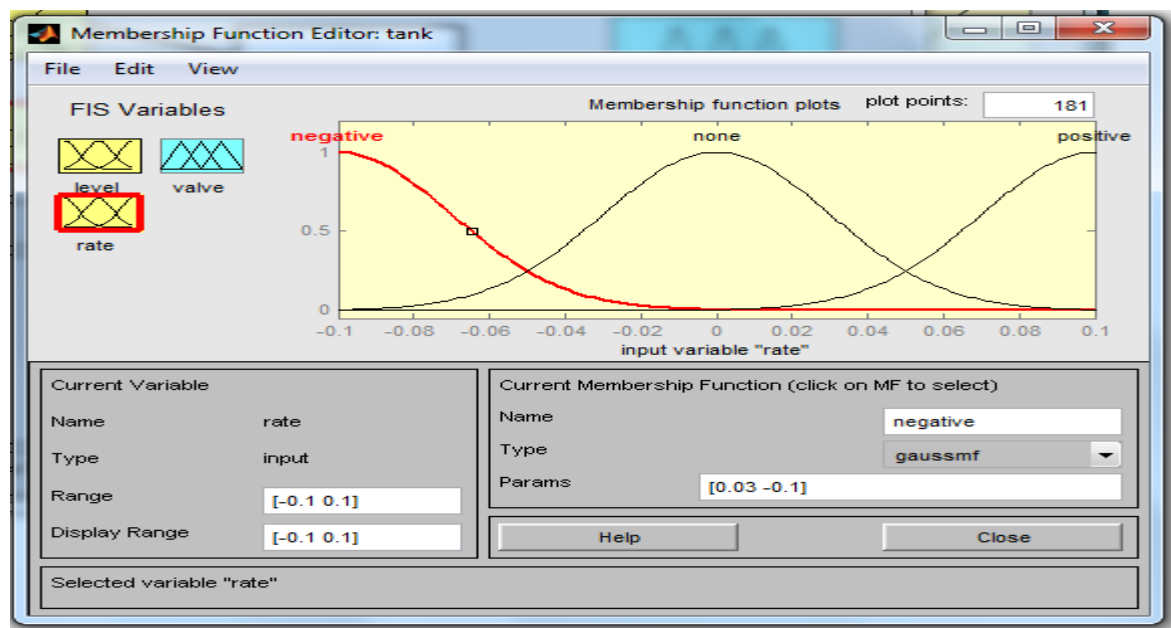 Membership Function Editor: tank
File Edit View
FIS Variables
Membership function plots plot points: 181
level valve
rate
negative none positive
1
0.5
0
-0.1 -0.08 -0.06 -0.04 -0.02 0 0.02 0.04 0.06 0.08 0.1
input variable "rate"
Current Variable
Name rate
Type input
Range [-0.1 0.1]
Display Range [-0.1 0.1]
Current Membership Function (click on MF to select)
Name negative
Type gaussmf
Params [0.03 -0.1]
Help Close
Selected variable "rate"